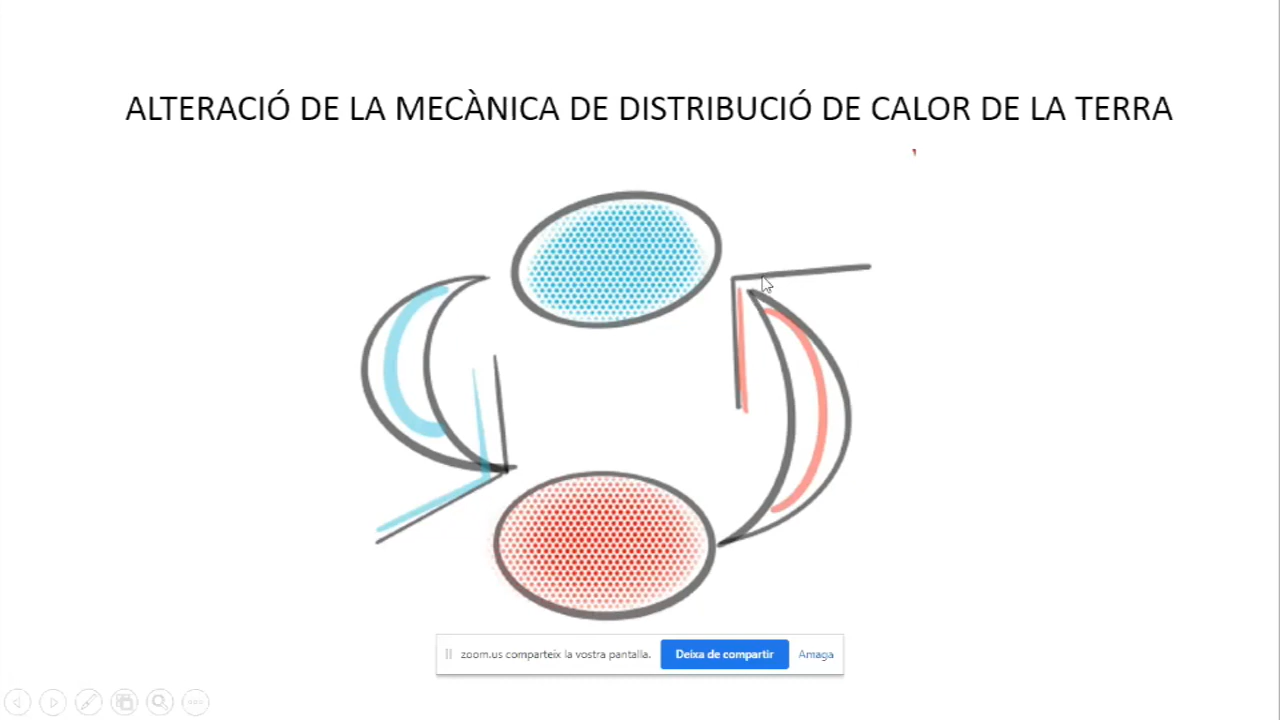 ALTERACIÓ DE LA MECÀNICA DE DISTRIBUCIÓ DE CALOR DE LA TERRA
zoom.us comparteix la vostra pantalla. Deixa de compartir Amaga